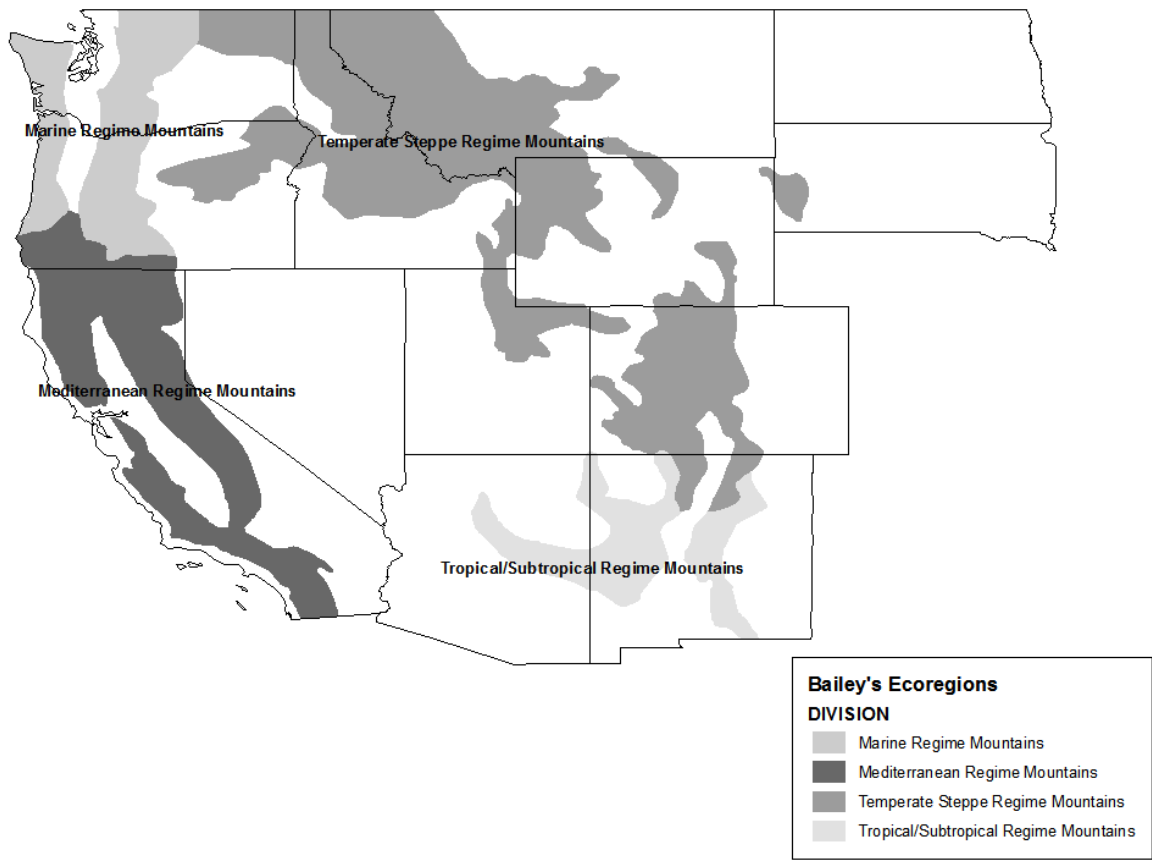 Marine Regime Mountains
Temperate Steppe Regime Mountains
Mediterranean Regime Mountains
Tropical/Subtropical Regime Mountains
Bailey's Ecoregions
DIVISION
Marine Regime Mountains
Mediterranean Regime Mountains
Temperate Steppe Regime Mountains
Tropical/Subtropical Regime Mountains